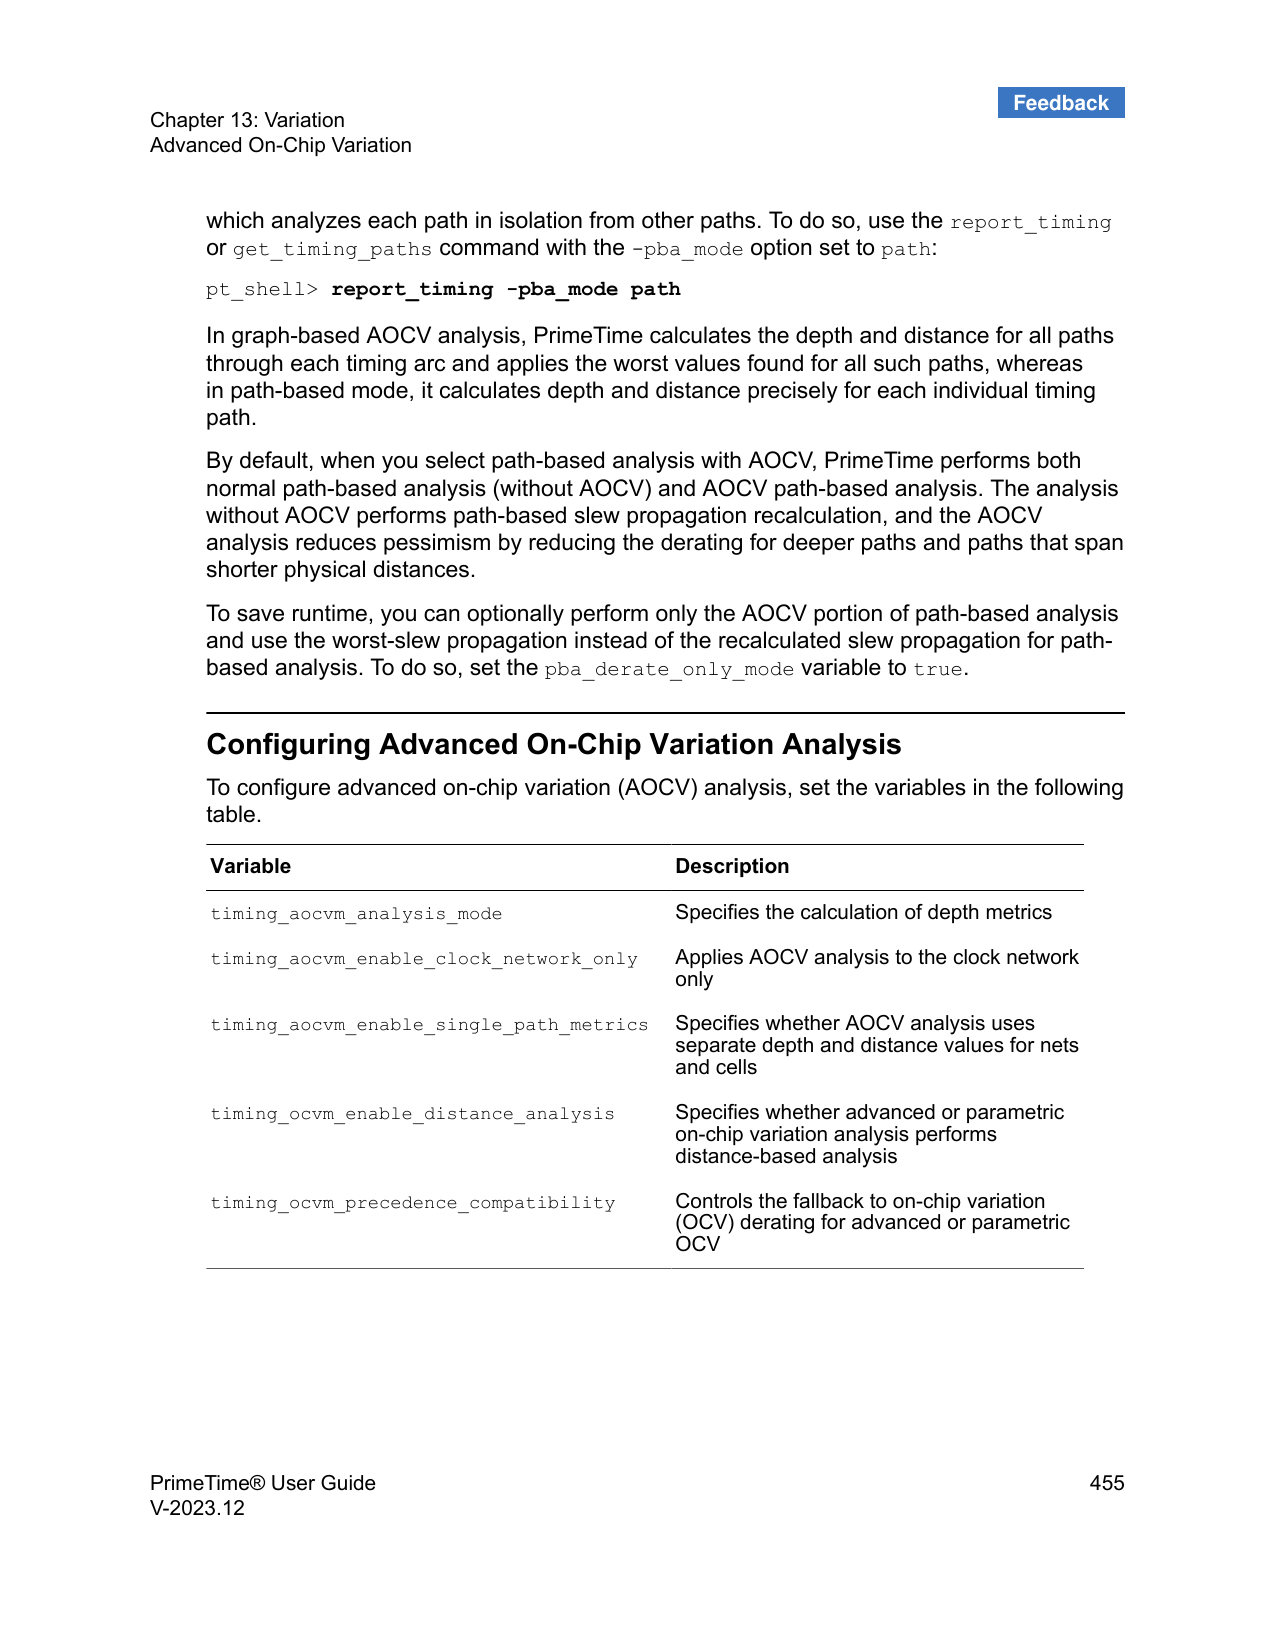 Feedback
Chapter 13: Variation
Advanced On-Chip Variation
which analyzes each path in isolation from other paths. To do so, use the report_timing
or get_timing_paths command with the -pba_mode option set to path:
pt_shell> report_timing -pba_mode path
In graph-based AOCV analysis, PrimeTime calculates the depth and distance for all paths
through each timing arc and applies the worst values found for all such paths, whereas
in path-based mode, it calculates depth and distance precisely for each individual timing
path.
By default, when you select path-based analysis with AOCV, PrimeTime performs both
normal path-based analysis (without AOCV) and AOCV path-based analysis. The analysis
without AOCV performs path-based slew propagation recalculation, and the AOCV
analysis reduces pessimism by reducing the derating for deeper paths and paths that span
shorter physical distances.
To save runtime, you can optionally perform only the AOCV portion of path-based analysis
and use the worst-slew propagation instead of the recalculated slew propagation for path-
based analysis. To do so, set the pba_derate_only_mode variable to true.
Configuring Advanced On-Chip Variation Analysis
To configure advanced on-chip variation (AOCV) analysis, set the variables in the following
table.
Variable Description
timing_aocvm_analysis_mode Specifies the calculation of depth metrics
timing_aocvm_enable_clock_network_only Applies AOCV analysis to the clock network
only
timing_aocvm_enable_single_path_metrics Specifies whether AOCV analysis uses
separate depth and distance values for nets
and cells
timing_ocvm_enable_distance_analysis Specifies whether advanced or parametric
on-chip variation analysis performs
distance-based analysis
timing_ocvm_precedence_compatibility Controls the fallback to on-chip variation
(OCV) derating for advanced or parametric
OCV
PrimeTime® User Guide 455
V-2023.12